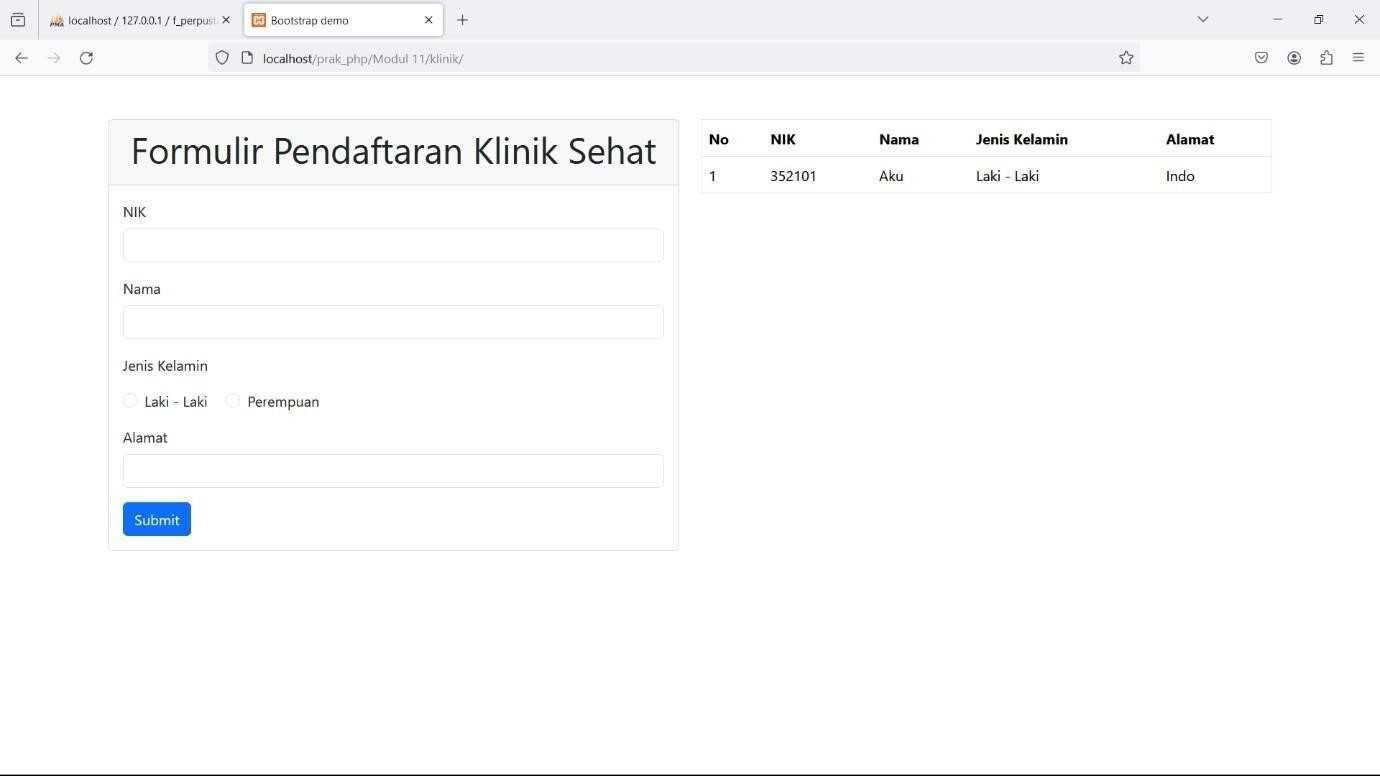 localhost / 127.0.0.1 / f_perpust
Bootstrap demo
localhost/prak_php/Modul 11/klinik/
Formulir Pendaftaran Klinik Sehat
NIK
Nama
Jenis Kelamin
Laki - Laki Perempuan
Alamat
Submit
No NIK Nama Jenis Kelamin Alamat
1 352101 Aku Laki - Laki Indo